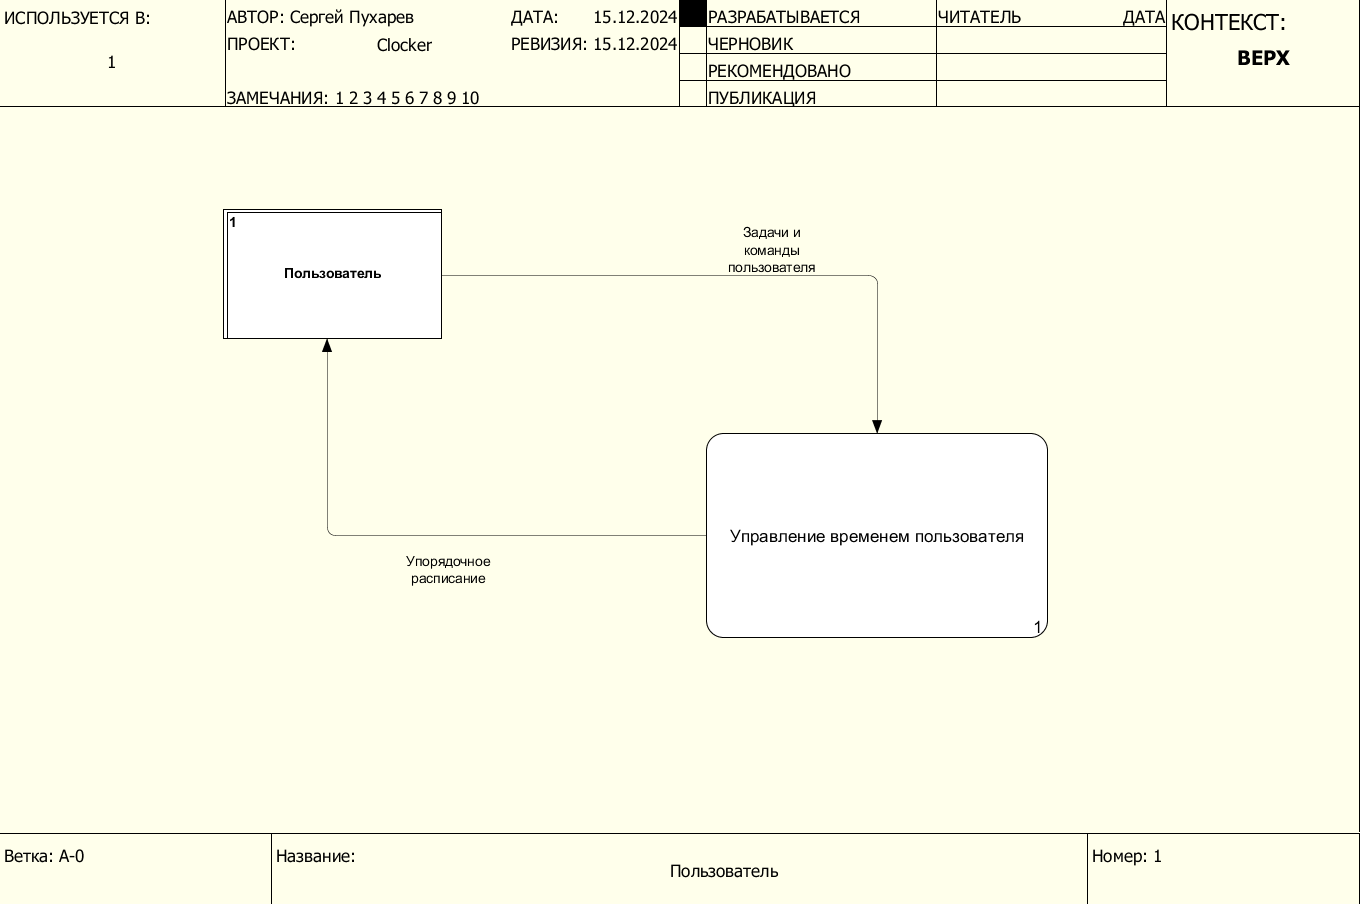 ИСПОЛЬЗУЕТСЯ В:
1
АВТОР: Сергей Пухарев
ДАТА: 15.12.2024
ПРОЕКТ: Clocker
РЕВИЗИЯ: 15.12.2024
ЗАМЕЧАНИЯ: 1 2 3 4 5 6 7 8 9 10
РАЗРАБАТЫВАЕТСЯ
ЧЕРНОВИК
РЕКОМЕНДОВАНО
ПУБЛИКАЦИЯ
ЧИТАТЕЛЬ ДАТА
КОНТЕКСТ:
ВЕРХ
1
Пользователь
Задачи и
команды
пользователя
Управление временем пользователя
1
Упорядочное
расписание
Ветка: A-0
Название:
Пользователь
Номер: 1